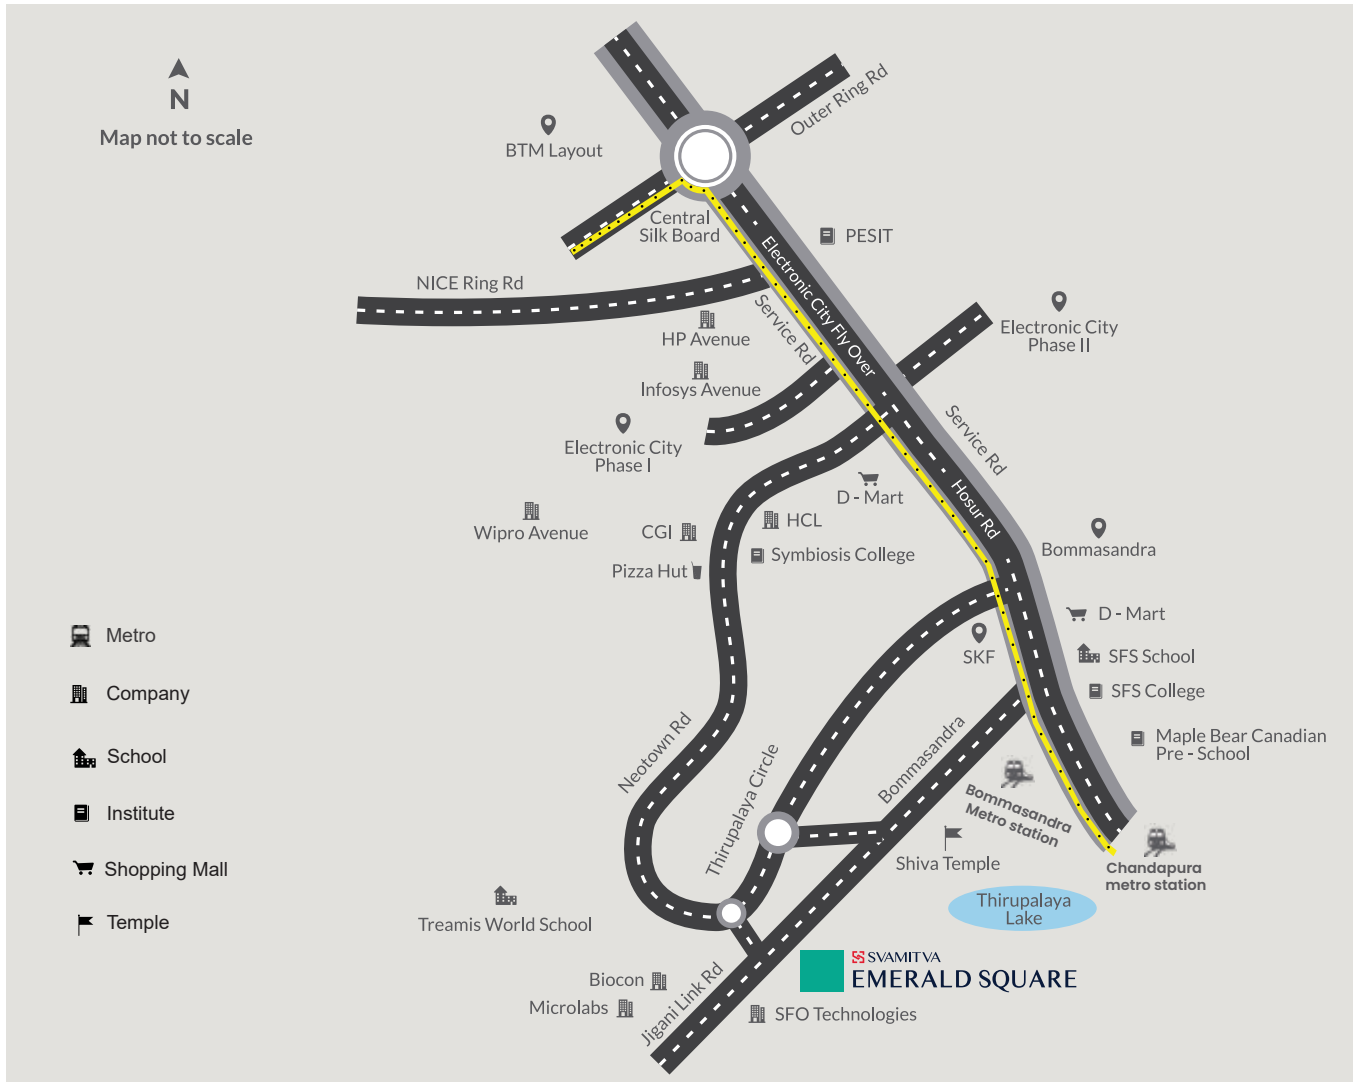 N
Map not to scale
BTM Layout
Outer Ring Rd
Central
Silk Board
PESIT
Electronic City Fly Over
NICE Ring Rd
Service Rd
HP Avenue
Infosys Avenue
Electronic City
Phase II
Electronic City
Phase I
Service Rd
D - Mart
Hosur Rd
Wipro Avenue
CGI
HCL
Symbiosis College
Pizza Hut
Bommasandra
D - Mart
SKF
SFS School
SFS College
Maple Bear Canadian
Pre - School
Metro
Company
School
Institute
Shopping Mall
Temple
Neotown Rd
Thirupalaya Circle
Bommasandra
Bommasandra
Metro station
Shiva Temple
Chandapura
metro station
Thirupalaya
Lake
Treamis World School
Biocon
Microlabs
Jigani Link Rd
SVAMITVA
EMERALD SQUARE
SFO Technologies